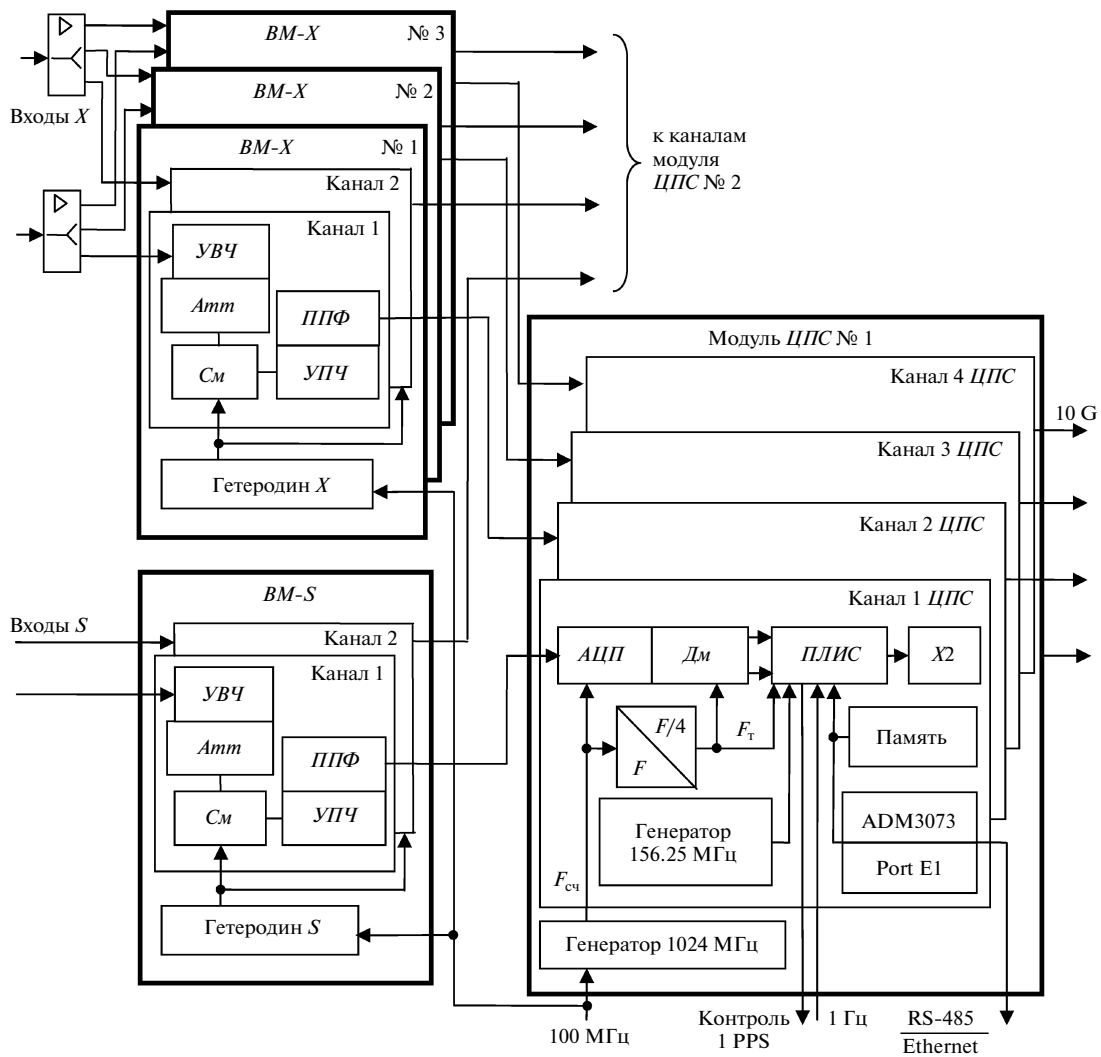 ВМ-X № 3
ВМ-X № 2
Входы X
ВМ-X № 1
Канал 2
Канал 1
УВЧ
Атт
ППФ
См
УПЧ
Гетеродин X
к каналам
модуля
ЦПС № 2
Модуль ЦПС № 1
Канал 4 ЦПС
10 G
Канал 3 ЦПС
Канал 2 ЦПС
Канал 1 ЦПС
АЦП
Дм
ПЛИС
X2
F/4
F
Fт
Память
Генератор
156.25 МГц
ADM3073
Port E1
Fсч
Генератор 1024 МГц
ВМ-S
Входы S
Канал 2
Канал 1
УВЧ
Атт
ППФ
См
УПЧ
Гетеродин S
100 МГц
Контроль
1 PPS
1 Гц
RS-485
Ethernet